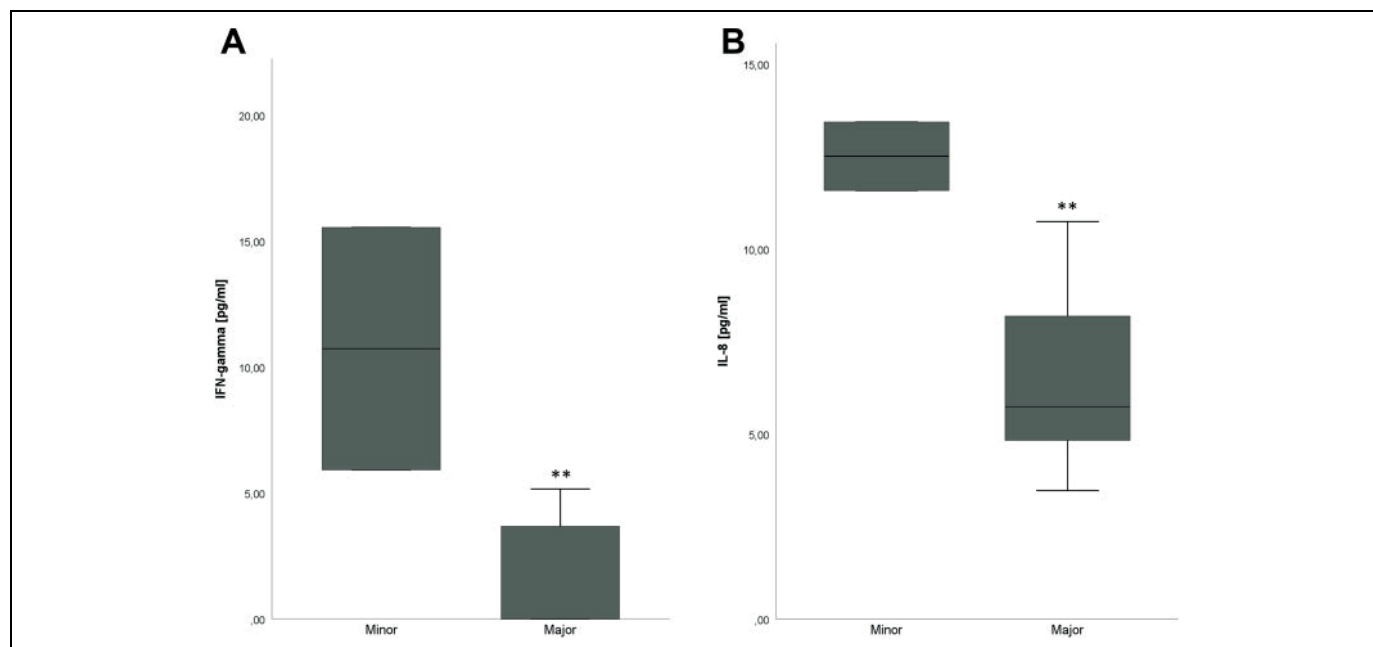 A
IFN-gamma [pg/ml]
20,00
15,00
10,00
5,00
,00
**
Minor
Major
B
IL-8 [pg/ml]
15,00
10,00
5,00
,00
**
Minor
Major